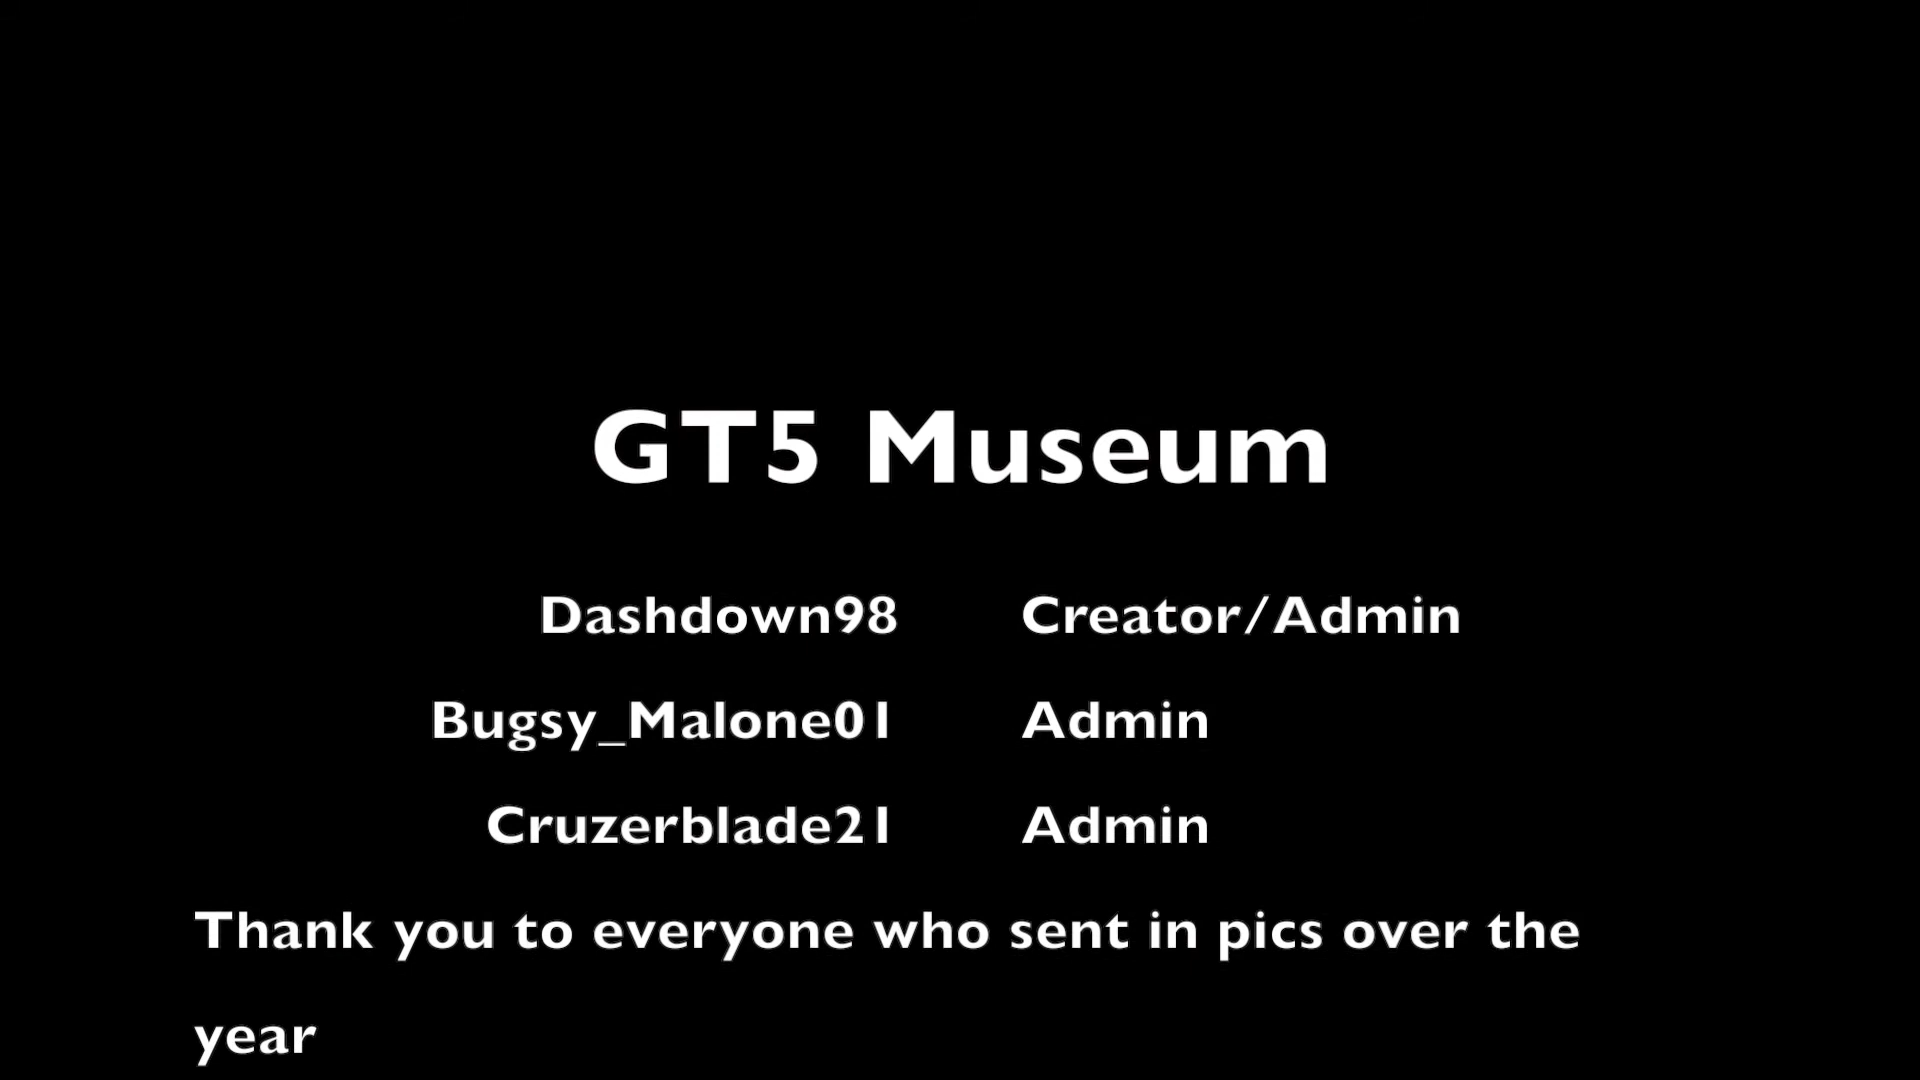 GT5 Museum
Dashdown98 Creator/Admin
Bugsy_Malone01 Admin
Cruzerblade21 Admin
Thank you to everyone who sent in pics over the
year